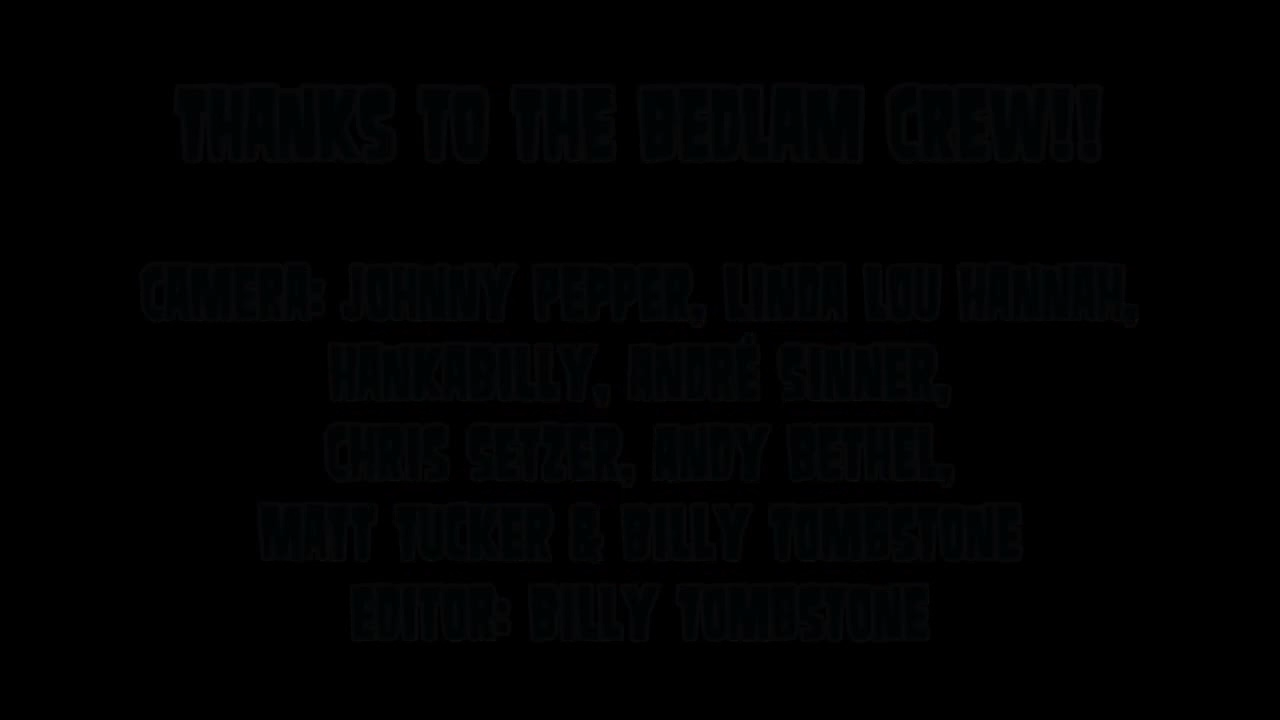 THANKS TO THE BEDLAM CREW!!
CAMERA: JOHNNY PEPPER, LINDA LOU HANNAH,
HANKABILLY, ANDRÉ SINNER,
CHRIS SETZER, ANDY BETHEL,
MATT TUCKER & BILLY TOMBSTONE
EDITOR: BILLY TOMBSTONE